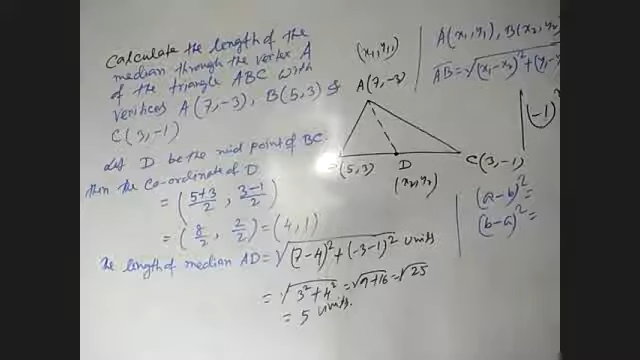 Calculate the length of the
median through the vertex A
of the triangle ABC with
vertices A(7,-3), B(5,3) &
C(3,-1)
Let D be the mid point of BC.
then the co-ordinate of D
= (5+3/2 , 3-1/2)
= (8/2 , 2/2) = (4,1)
The length of median AD = √(7-4)²+(-3-1)² units
= √3²+4² = √9+16 = √25
= 5 units.
(x₁,y₁)
A(7,-3)
(5,3)
D
C(3,-1)
(x₂,y₂)
A(x₁,y₁), B(x₂,y₂
AB = √(x₁-x₂)²+(y₁-y
(-1)
(a-b)²=
(b-a)²=